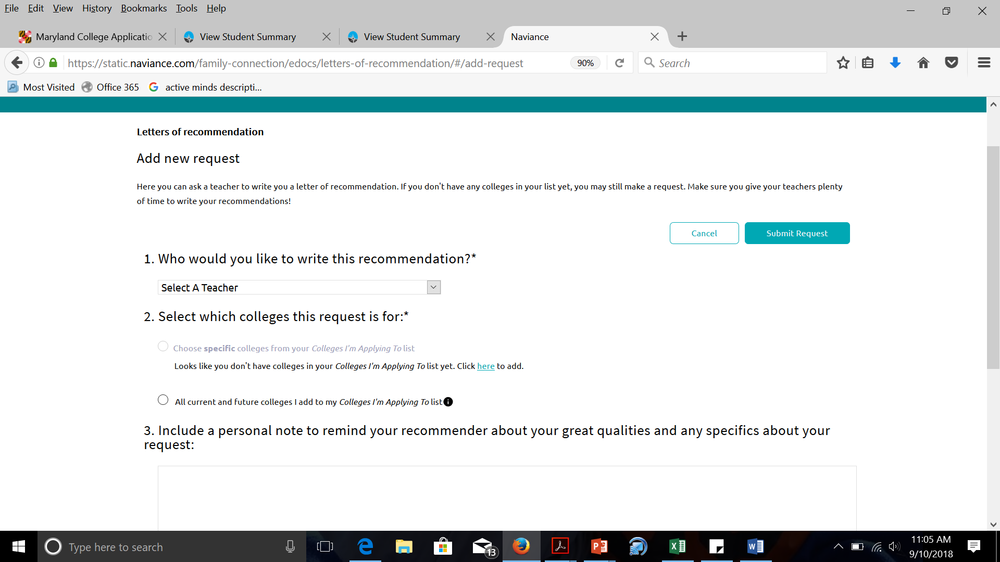 File Edit View History Bookmarks Tools Help
Maryland College Applicatio View Student Summary View Student Summary Naviance
https://static.naviance.com/family-connection/edocs/letters-of-recommendation/#/add-request 90% Search
Most Visited Office 365 G active minds descripti...
Letters of recommendation
Add new request
Here you can ask a teacher to write you a letter of recommendation. If you don't have any colleges in your list yet, you may still make a request. Make sure you give your teachers plenty
of time to write your recommendations!
Cancel Submit Request
1. Who would you like to write this recommendation?*
Select A Teacher
2. Select which colleges this request is for:*
Choose specific colleges from your Colleges I'm Applying To list
Looks like you don't have colleges in your Colleges I'm Applying To list yet. Click here to add.
All current and future colleges I add to my Colleges I'm Applying To list
3. Include a personal note to remind your recommender about your great qualities and any specifics about your
request:
Type here to search 13 11:05 AM
9/10/2018